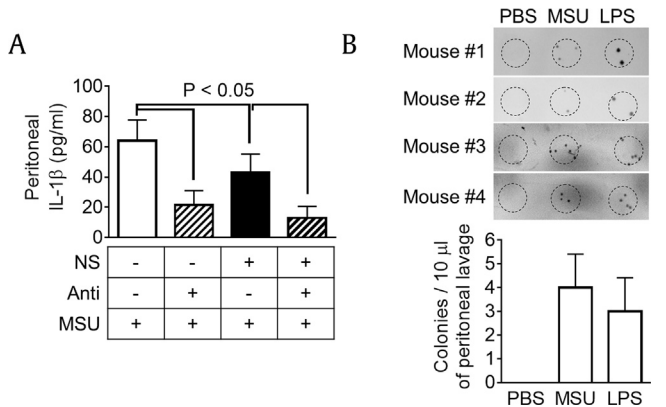 A
P < 0.05
Peritoneal
IL-1β (pg/ml)
100
80
60
40
20
0
NS - - + +
Anti - + - +
MSU + + + +
B
PBS MSU LPS
Mouse #1
Mouse #2
Mouse #3
Mouse #4
Colonies / 10 μl
of peritoneal lavage
6
5
4
3
2
1
0
PBS MSU LPS